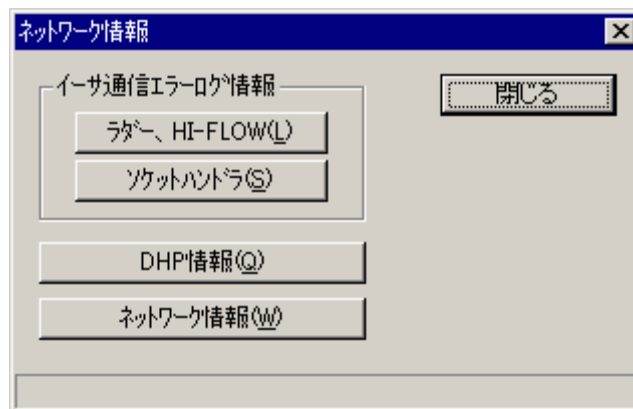 ネットワーク情報
イーサ通信エラーログ情報
閉じる
ラダー、HI-FLOW(L)
ソケットハンドラ(S)
DHP情報(Q)
ネットワーク情報(W)